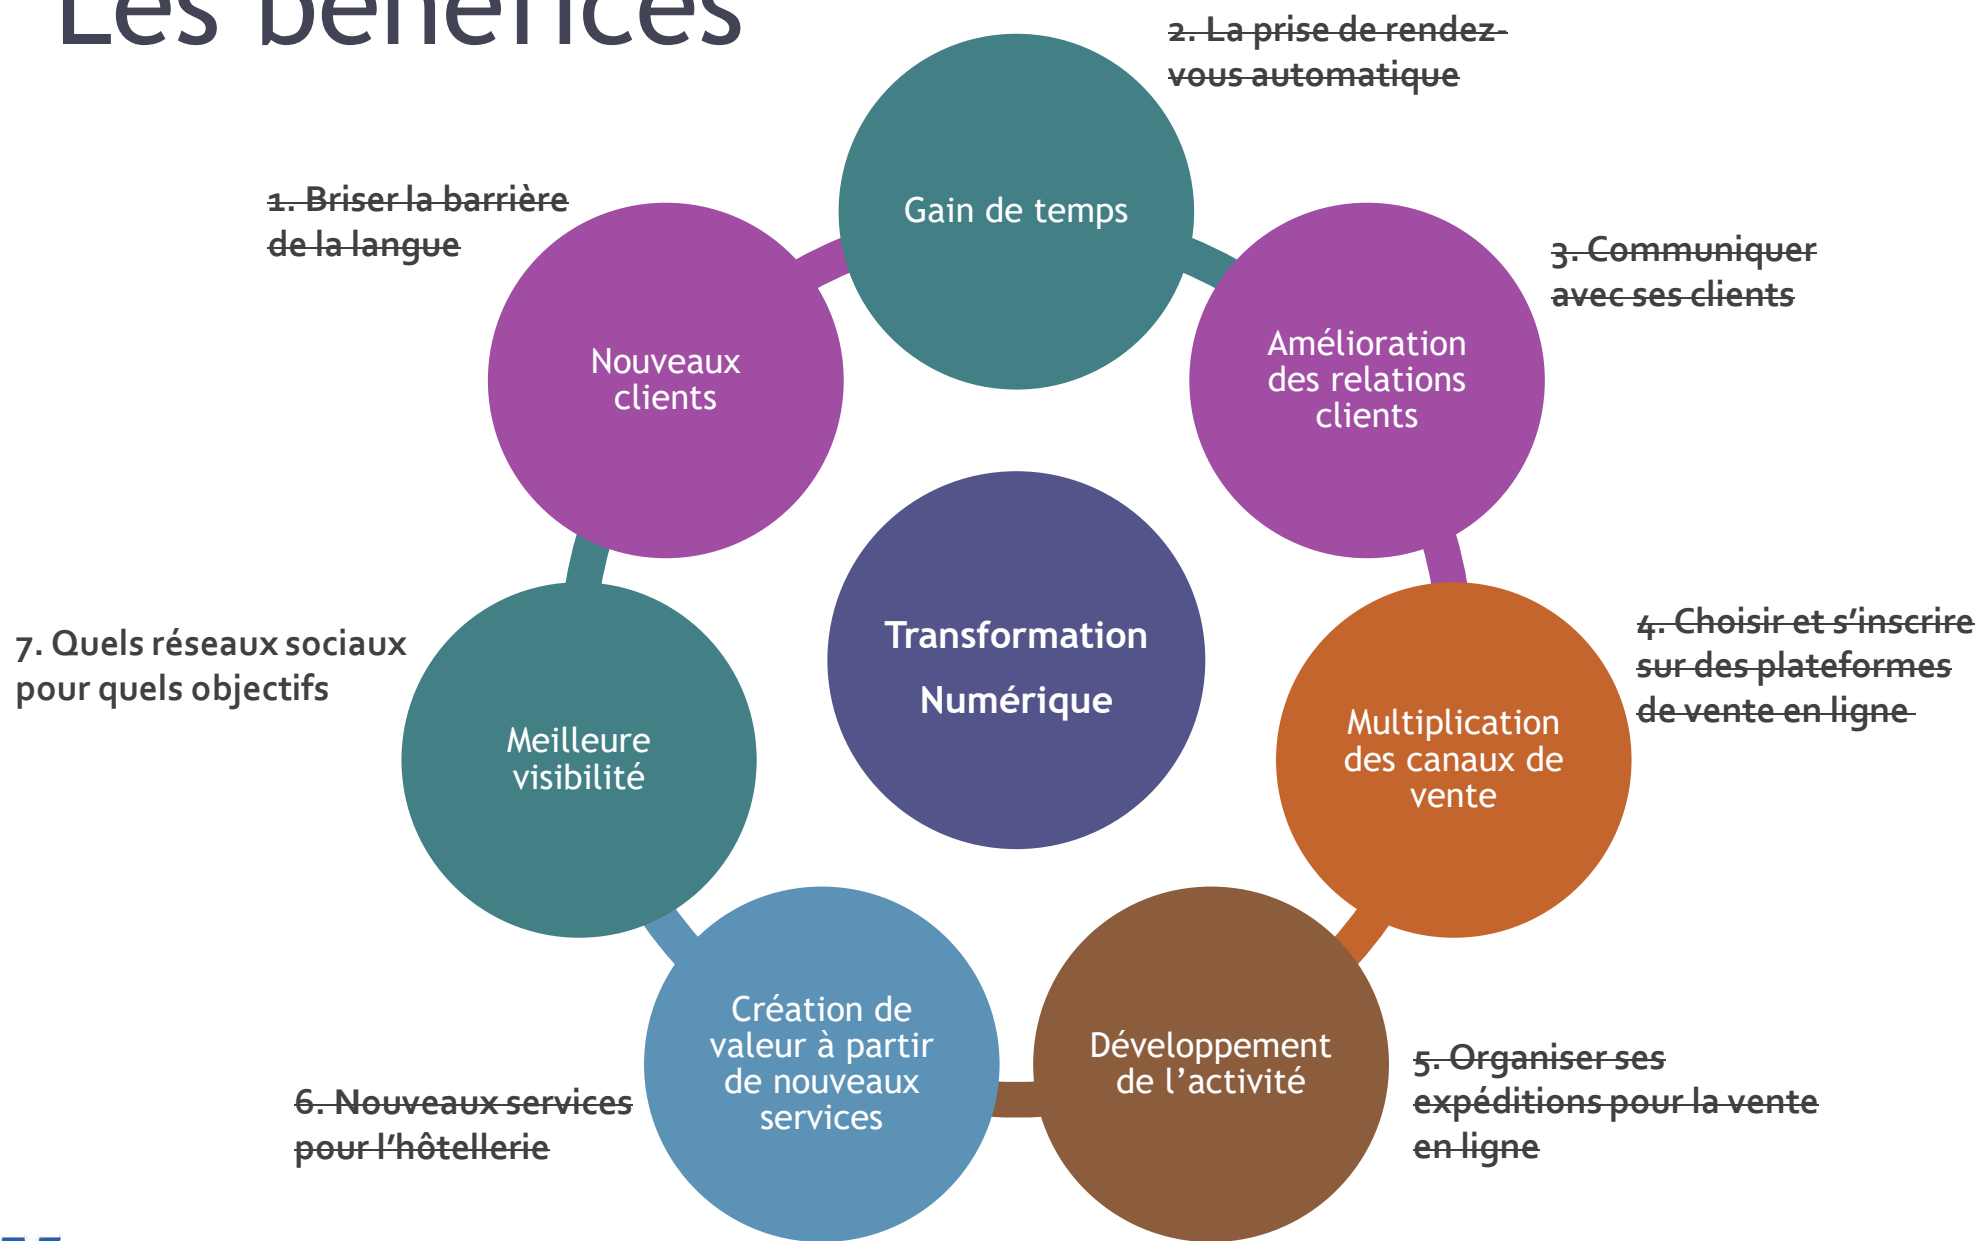 Les bénéfices
2. La prise de rendez-
vous automatique
1. Briser la barrière
de la langue
Gain de temps
3. Communiquer
avec ses clients
Nouveaux
clients
Amélioration
des relations
clients
Transformation
Numérique
7. Quels réseaux sociaux
pour quels objectifs
4. Choisir et s’inscrire
sur des plateformes
de vente en ligne
Meilleure
visibilité
Multiplication
des canaux de
vente
Création de
valeur à partir
de nouveaux
services
Développement
de l’activité
6. Nouveaux services
pour l’hôtellerie
5. Organiser ses
expéditions pour la vente
en ligne